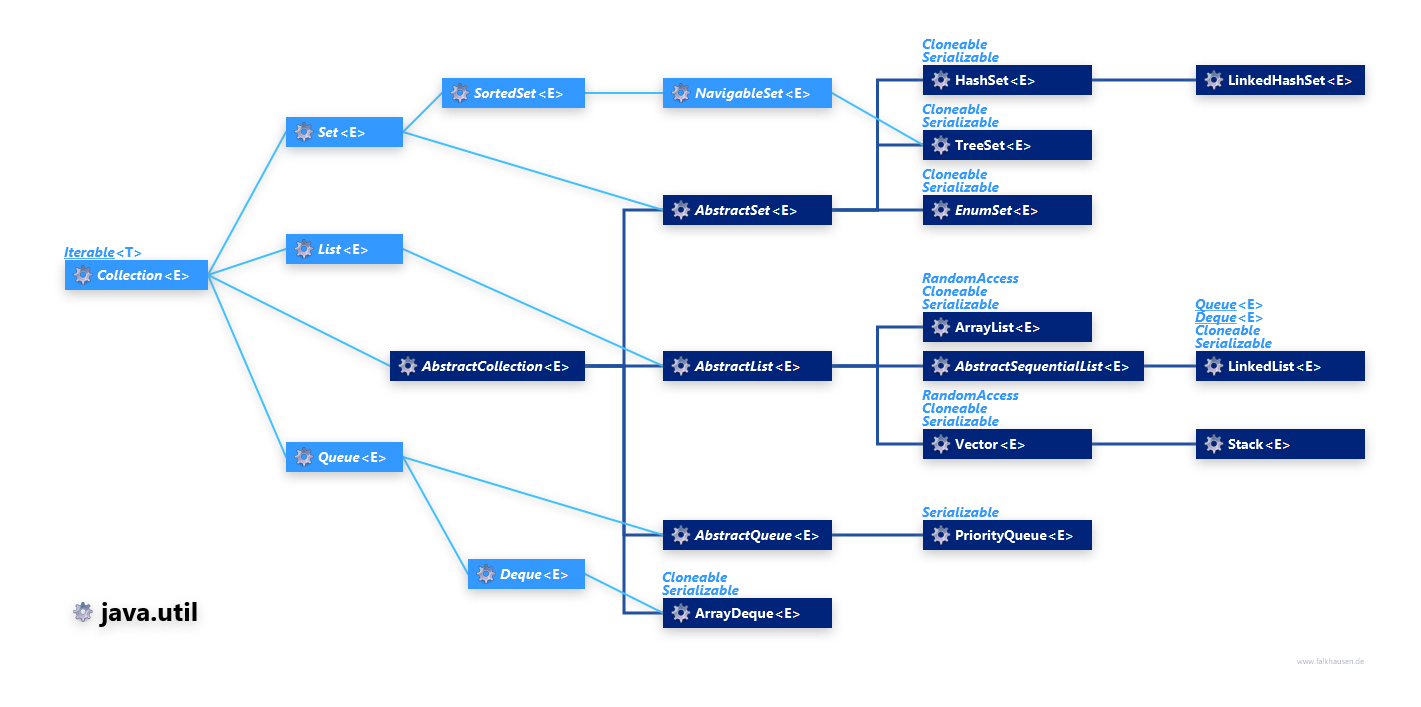 Cloneable
Serializable
HashSet<E>
LinkedHashSet<E>
SortedSet<E>
NavigableSet<E>
Cloneable
Serializable
Set<E>
TreeSet<E>
Cloneable
Serializable
AbstractSet<E>
EnumSet<E>
List<E>
Iterable<T>
Collection<E>
RandomAccess
Cloneable
Serializable
ArrayList<E>
Queue<E>
Deque<E>
Cloneable
Serializable
AbstractCollection<E>
AbstractList<E>
AbstractSequentialList<E>
LinkedList<E>
RandomAccess
Cloneable
Serializable
Vector<E>
Stack<E>
Queue<E>
Serializable
AbstractQueue<E>
PriorityQueue<E>
Deque<E>
Cloneable
Serializable
ArrayDeque<E>
java.util
www.falkhausen.de